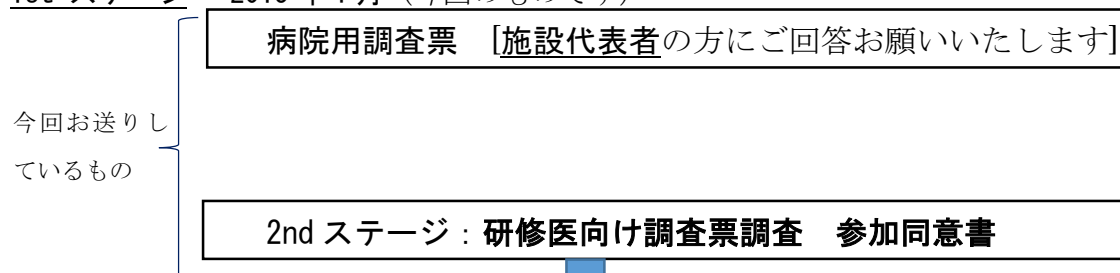 病院用調査票　[施設代表者の方にご回答お願いいたします]
今回お送りし
ているもの
2nd ステージ：研修医向け調査票調査　参加同意書